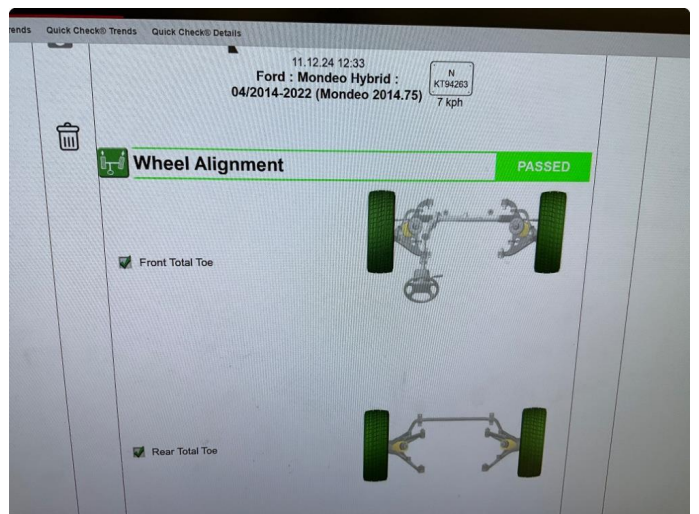 Quick Check® Trends Quick Check® Details
11.12.24 12:33
Ford : Mondeo Hybrid :
04/2014-2022 (Mondeo 2014.75)
N
KT94263
7 kph
Wheel Alignment PASSED
Front Total Toe
Rear Total Toe